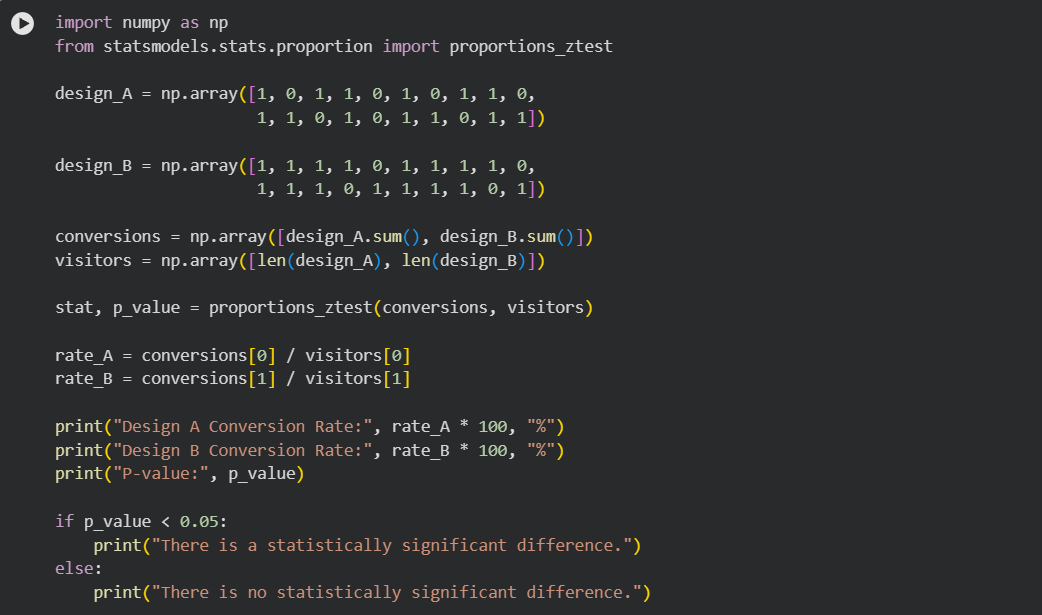 import numpy as np
from statsmodels.stats.proportion import proportions_ztest

design_A = np.array([1, 0, 1, 1, 0, 1, 0, 1, 1, 0,
                     1, 1, 0, 1, 0, 1, 1, 0, 1, 1])

design_B = np.array([1, 1, 1, 1, 0, 1, 1, 1, 1, 0,
                     1, 1, 1, 0, 1, 1, 1, 1, 0, 1])

conversions = np.array([design_A.sum(), design_B.sum()])
visitors = np.array([len(design_A), len(design_B)])

stat, p_value = proportions_ztest(conversions, visitors)

rate_A = conversions[0] / visitors[0]
rate_B = conversions[1] / visitors[1]

print("Design A Conversion Rate:", rate_A * 100, "%")
print("Design B Conversion Rate:", rate_B * 100, "%")
print("P-value:", p_value)

if p_value < 0.05:
    print("There is a statistically significant difference.")
else:
    print("There is no statistically significant difference.")